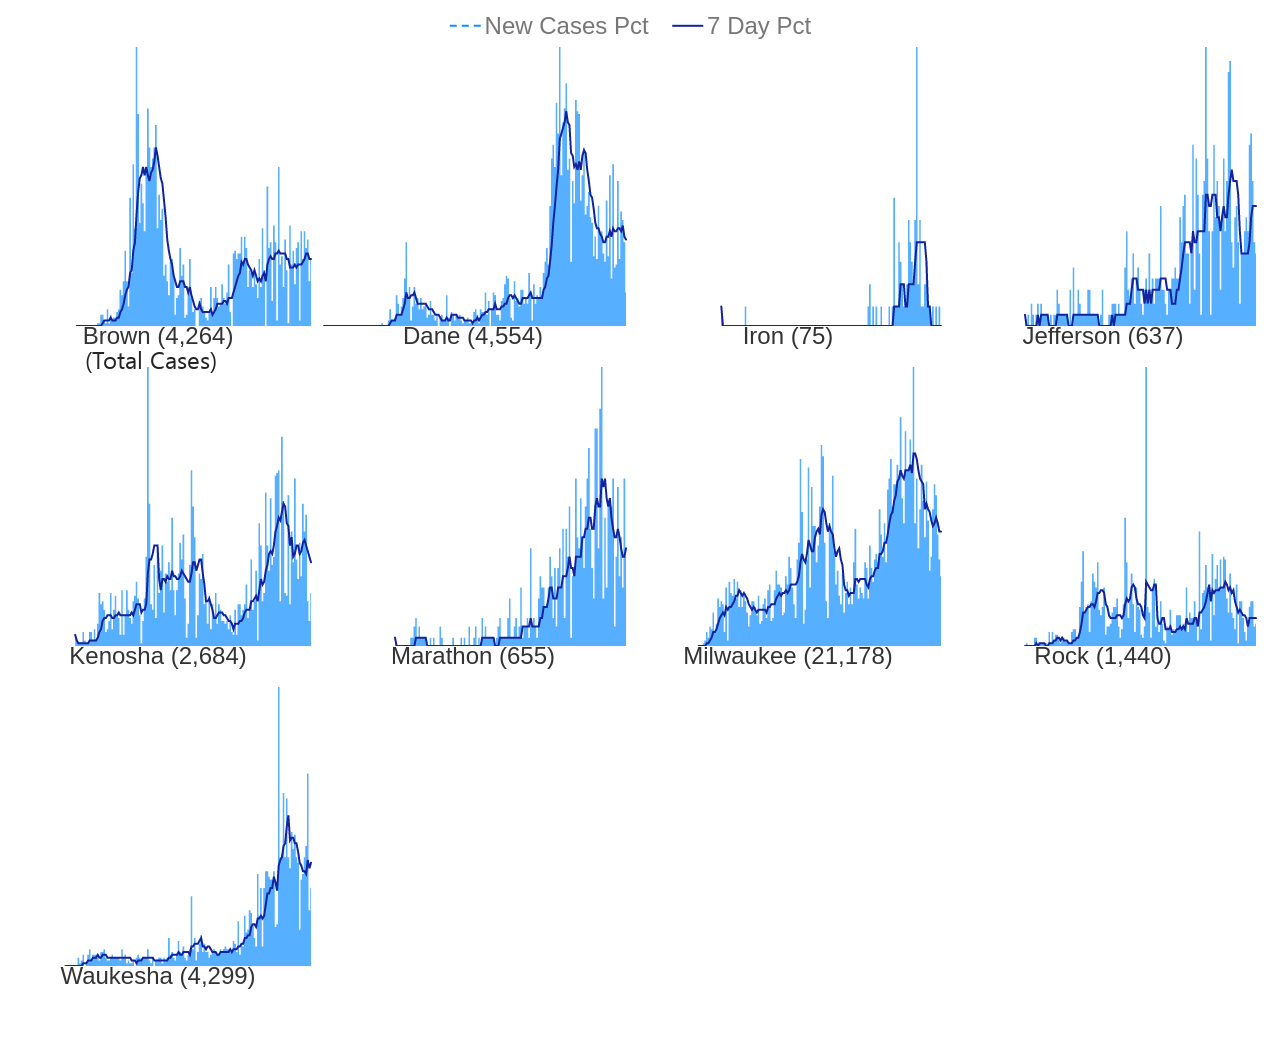 New Cases Pct 7 Day Pct
Brown (4,264) Dane (4,554) Iron (75) Jefferson (637)
(Total Cases)
Kenosha (2,684) Marathon (655) Milwaukee (21,178) Rock (1,440)
Waukesha (4,299)